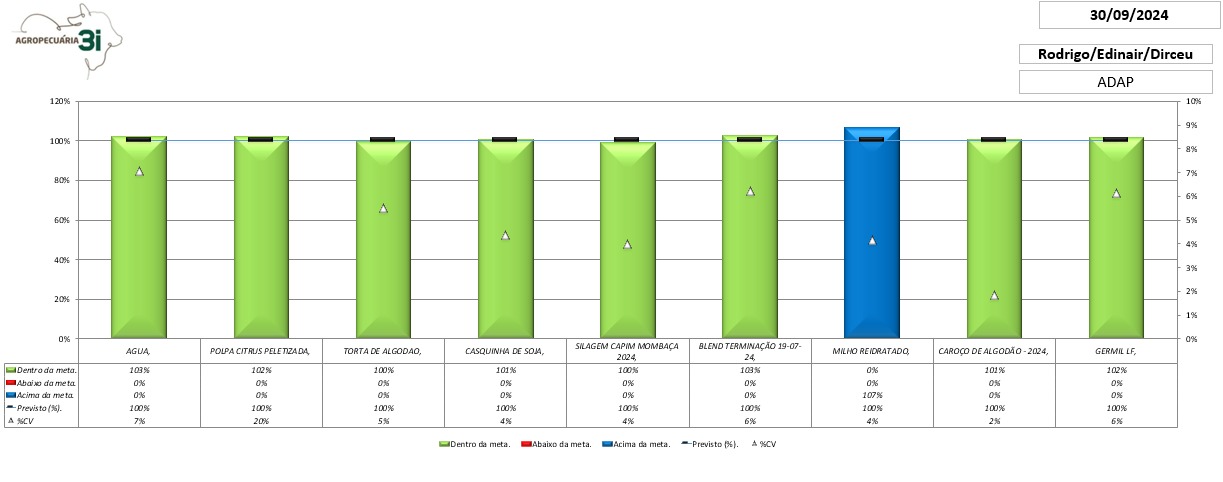 AGROPECUÁRIA 3i
30/09/2024
Rodrigo/Edinair/Dirceu
ADAP
120%
100%
80%
60%
40%
20%
0%
10%
9%
8%
7%
6%
5%
4%
3%
2%
1%
0%
AGUA, POLPA CITRUS PELETIZADA, TORTA DE ALGODAO, CASQUINHA DE SOJA, SILAGEM CAPIM MOMBAÇA 2024, BLEND TERMINAÇÃO 19-07-24, MILHO REIDRATADO, CAROÇO DE ALGODÃO - 2024, GERMIL LF,
Dentro da meta. 103% 102% 100% 101% 100% 103% 0% 101% 102%
Abaixo da meta. 0% 0% 0% 0% 0% 0% 0% 0% 0%
Acima da meta. 0% 0% 0% 0% 0% 0% 107% 0% 0%
Previsto (%). 100% 100% 100% 100% 100% 100% 100% 100% 100%
%CV 7% 20% 5% 4% 4% 6% 4% 2% 6%
Dentro da meta. Abaixo da meta. Acima da meta. Previsto (%). %CV